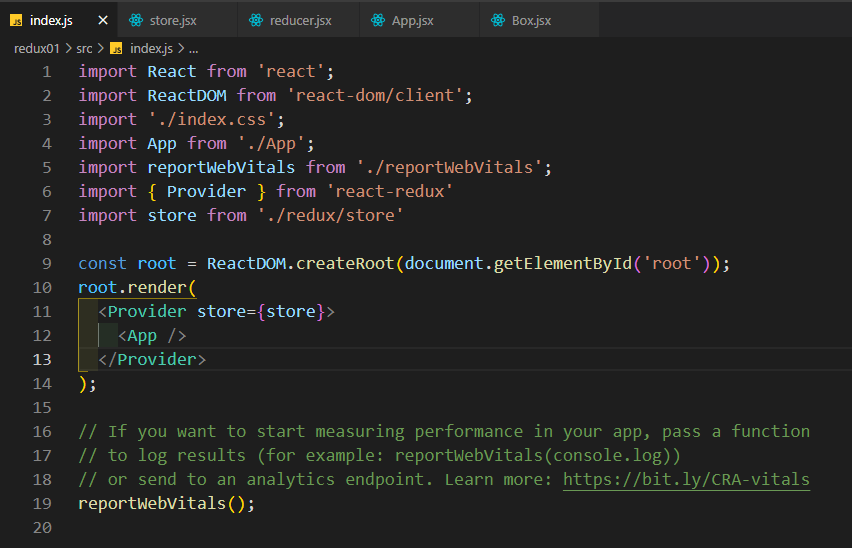 JS index.js × store.jsx reducer.jsx App.jsx Box.jsx
redux01 > src > JS index.js > ...
1 import React from 'react';
2 import ReactDOM from 'react-dom/client';
3 import './index.css';
4 import App from './App';
5 import reportWebVitals from './reportWebVitals';
6 import { Provider } from 'react-redux'
7 import store from './redux/store'
8
9 const root = ReactDOM.createRoot(document.getElementById('root'));
10 root.render(
11 <Provider store={store}>
12 <App />
13 </Provider>
14 );
15
16 // If you want to start measuring performance in your app, pass a function
17 // to log results (for example: reportWebVitals(console.log))
18 // or send to an analytics endpoint. Learn more: https://bit.ly/CRA-vitals
19 reportWebVitals();
20